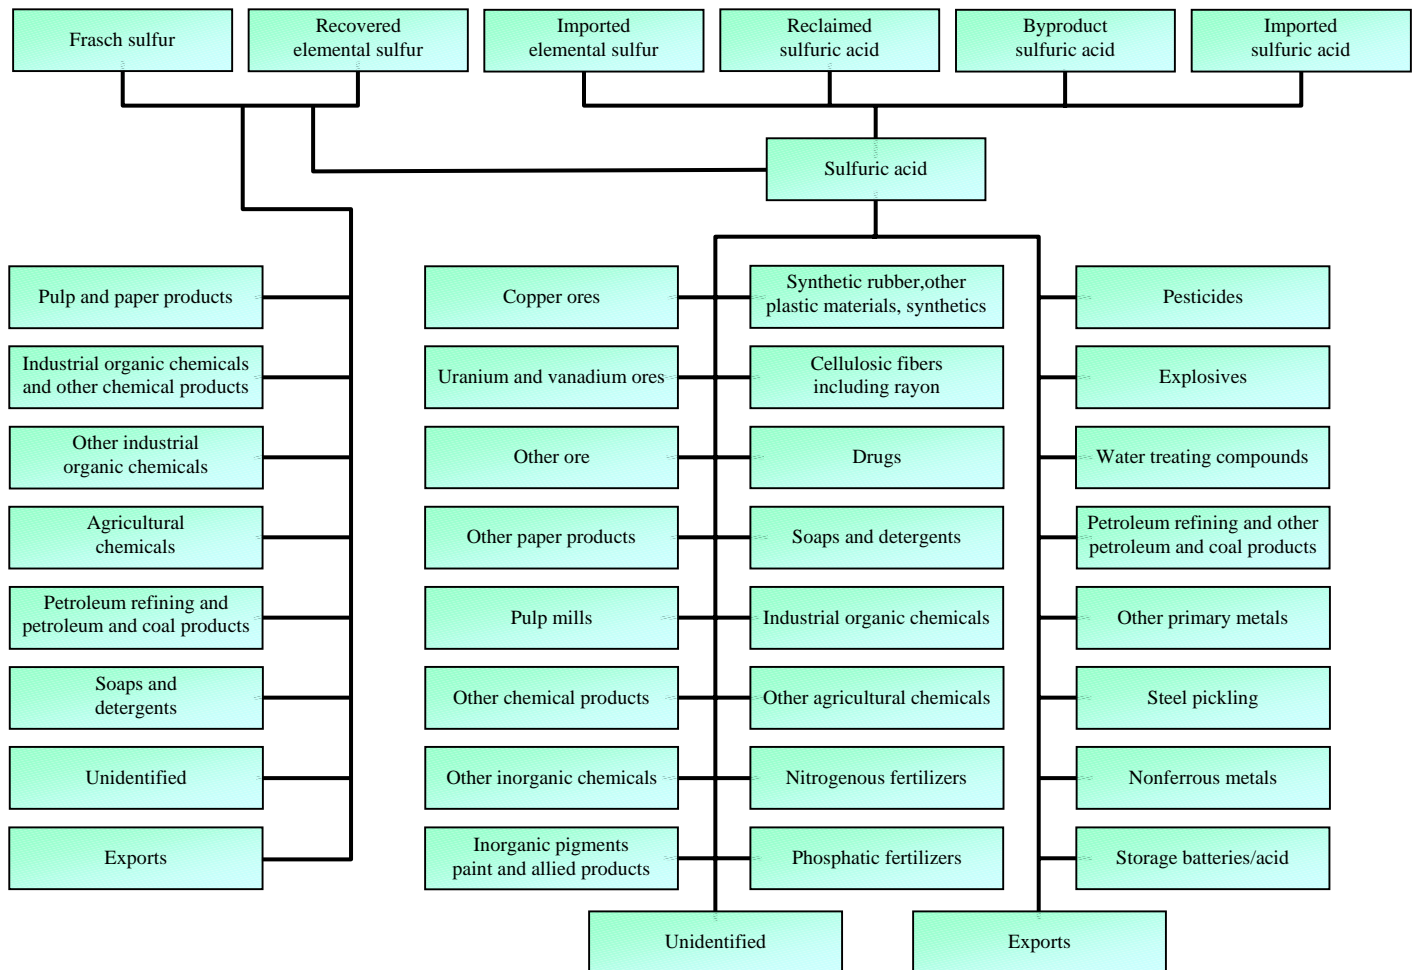 Frasch sulfur
Recovered
elemental sulfur
Imported
elemental sulfur
Reclaimed
sulfuric acid
Byproduct
sulfuric acid
Imported
sulfuric acid
Sulfuric acid
Pulp and paper products
Industrial organic chemicals
and other chemical products
Other industrial
organic chemicals
Agricultural
chemicals
Petroleum refining and
petroleum and coal products
Soaps and
detergents
Unidentified
Exports
Copper ores
Uranium and vanadium ores
Other ore
Other paper products
Pulp mills
Other chemical products
Other inorganic chemicals
Inorganic pigments
paint and allied products
Synthetic rubber,other
plastic materials, synthetics
Cellulosic fibers
including rayon
Drugs
Soaps and detergents
Industrial organic chemicals
Other agricultural chemicals
Nitrogenous fertilizers
Phosphatic fertilizers
Pesticides
Explosives
Water treating compounds
Petroleum refining and other
petroleum and coal products
Other primary metals
Steel pickling
Nonferrous metals
Storage batteries/acid
Unidentified
Exports